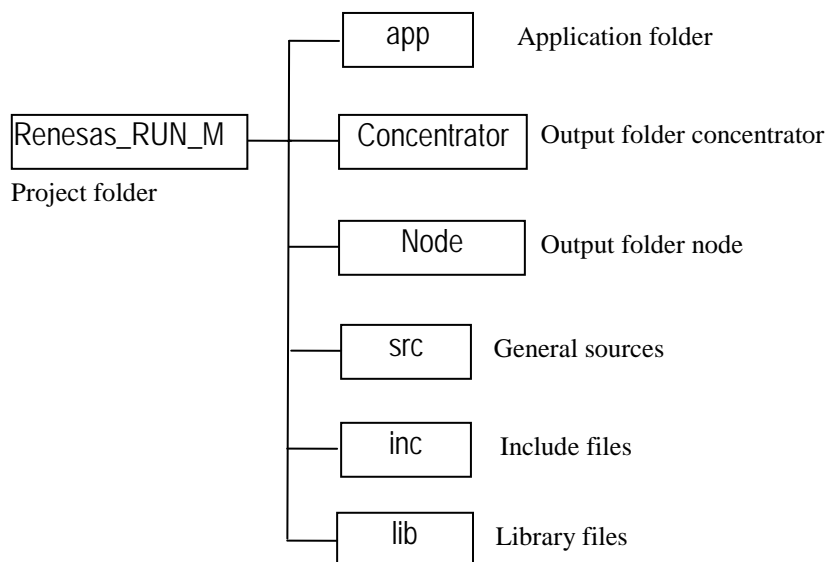 app Application folder
Renesas_RUN_M Concentrator Output folder concentrator
Project folder
Node Output folder node
src General sources
inc Include files
lib Library files